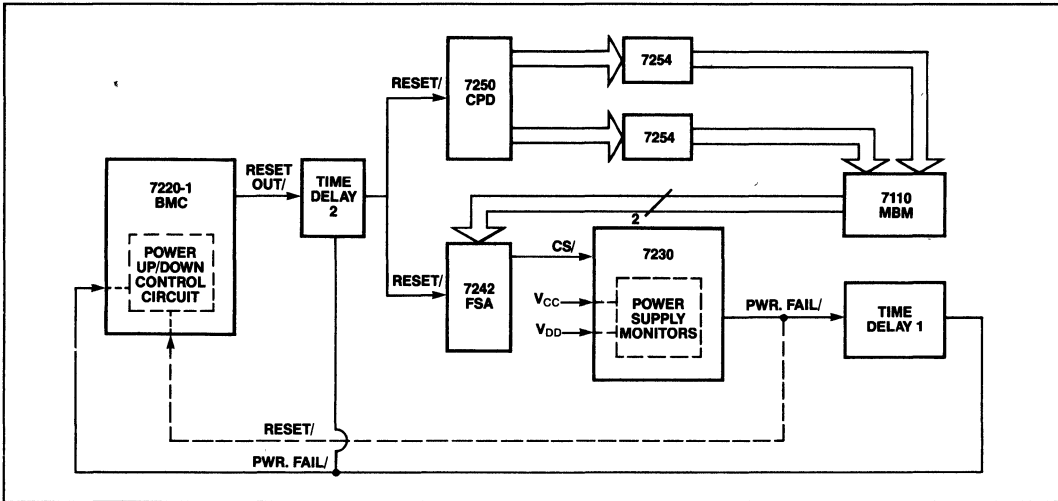 7250
CPD
7254
RESET/
7254
7220-1
BMC
RESET
OUT/
TIME
DELAY
2
7110
MBM
2
POWER
UP/DOWN
CONTROL
CIRCUIT
RESET/
7242
FSA
CS/
7230
VCC
VDD
POWER
SUPPLY
MONITORS
PWR. FAIL/
TIME
DELAY 1
RESET/
PWR. FAIL/